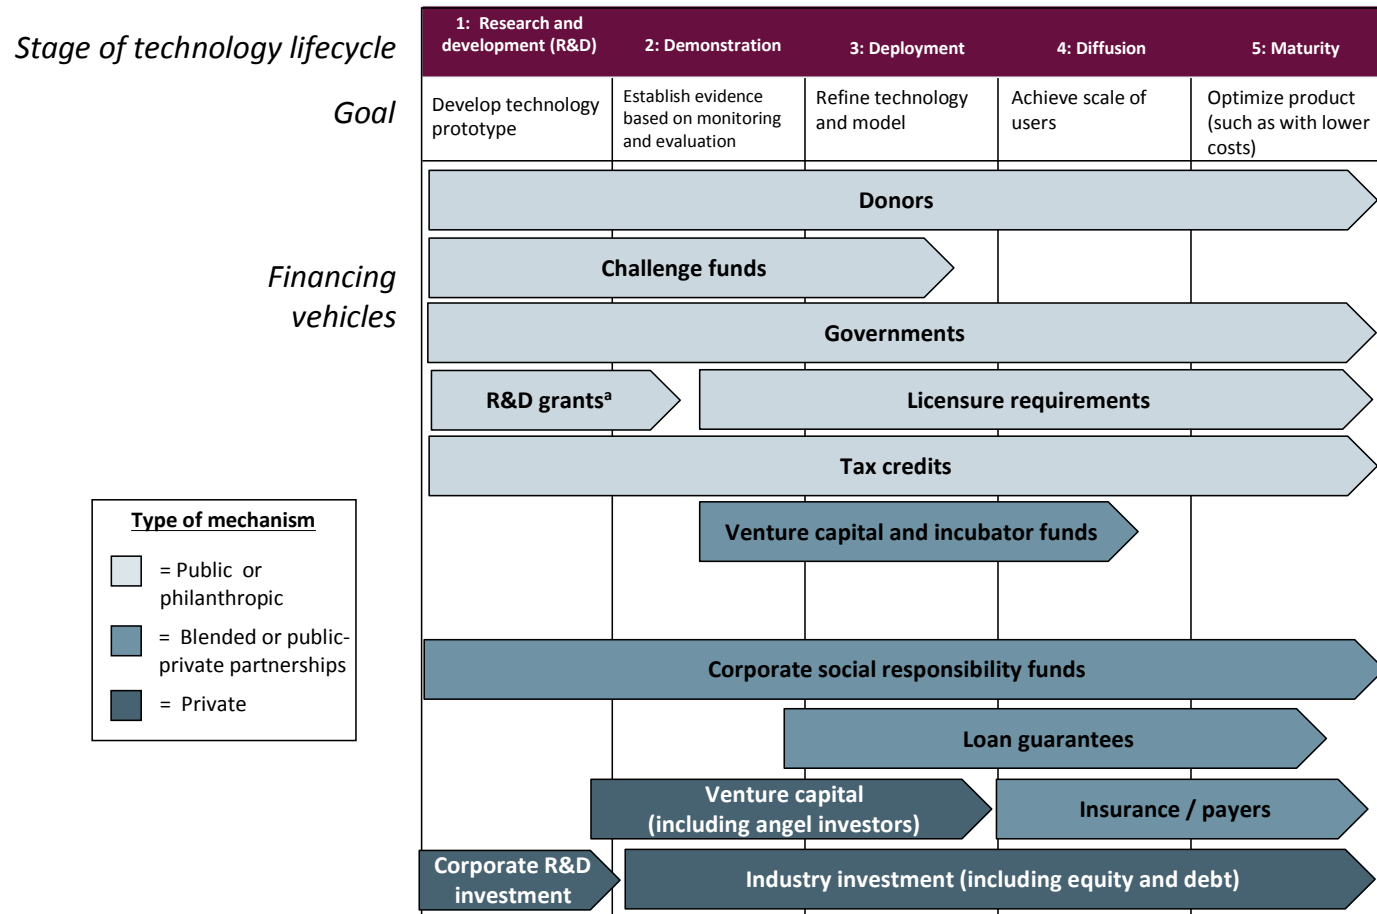 Stage of technology lifecycle
1: Research and
development (R&D)
2: Demonstration
3: Deployment
4: Diffusion
5: Maturity
Goal
Develop technology
prototype
Establish evidence
based on monitoring
and evaluation
Refine technology
and model
Achieve scale of
users
Optimize product
(such as with lower
costs)
Financing
vehicles
Donors
Challenge funds
Governments
R&D grantsᵃ
Licensure requirements
Tax credits
Venture capital and incubator funds
Corporate social responsibility funds
Loan guarantees
Venture capital
(including angel investors)
Insurance / payers
Corporate R&D
investment
Industry investment (including equity and debt)
Type of mechanism
= Public or
philanthropic
= Blended or public-
private partnerships
= Private